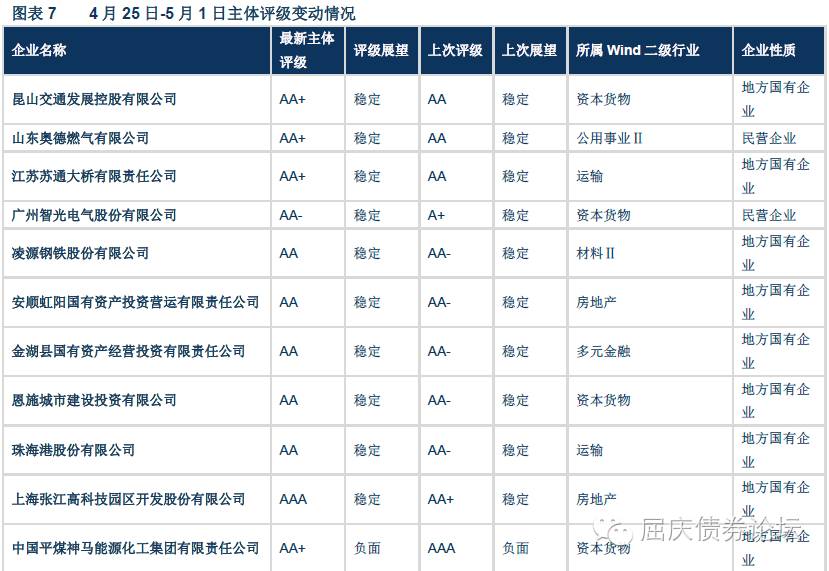 图表 7 4 月 25 日-5 月 1 日主体评级变动情况
企业名称 最新主体评级 评级展望 上次评级 上次展望 所属 Wind 二级行业 企业性质
昆山交通发展控股有限公司 AA+ 稳定 AA 稳定 资本货物 地方国有企业
山东奥德燃气有限公司 AA+ 稳定 AA 稳定 公用事业Ⅱ 民营企业
江苏苏通大桥有限责任公司 AA+ 稳定 AA 稳定 运输 地方国有企业
广州智光电气股份有限公司 AA- 稳定 A+ 稳定 资本货物 民营企业
凌源钢铁股份有限公司 AA 稳定 AA- 稳定 材料Ⅱ 地方国有企业
安顺虹阳国有资产投资营运有限责任公司 AA 稳定 AA- 稳定 房地产 地方国有企业
金湖县国有资产经营投资有限责任公司 AA 稳定 AA- 稳定 多元金融 地方国有企业
恩施城市建设投资有限公司 AA 稳定 AA- 稳定 资本货物 地方国有企业
珠海港股份有限公司 AA 稳定 AA- 稳定 运输 地方国有企业
上海张江高科技园区开发股份有限公司 AAA 稳定 AA+ 稳定 房地产 地方国有企业
中国平煤神马能源化工集团有限责任公司 AA+ 负面 AAA 负面 资本货物 地方国有企业
屈庆债券论坛